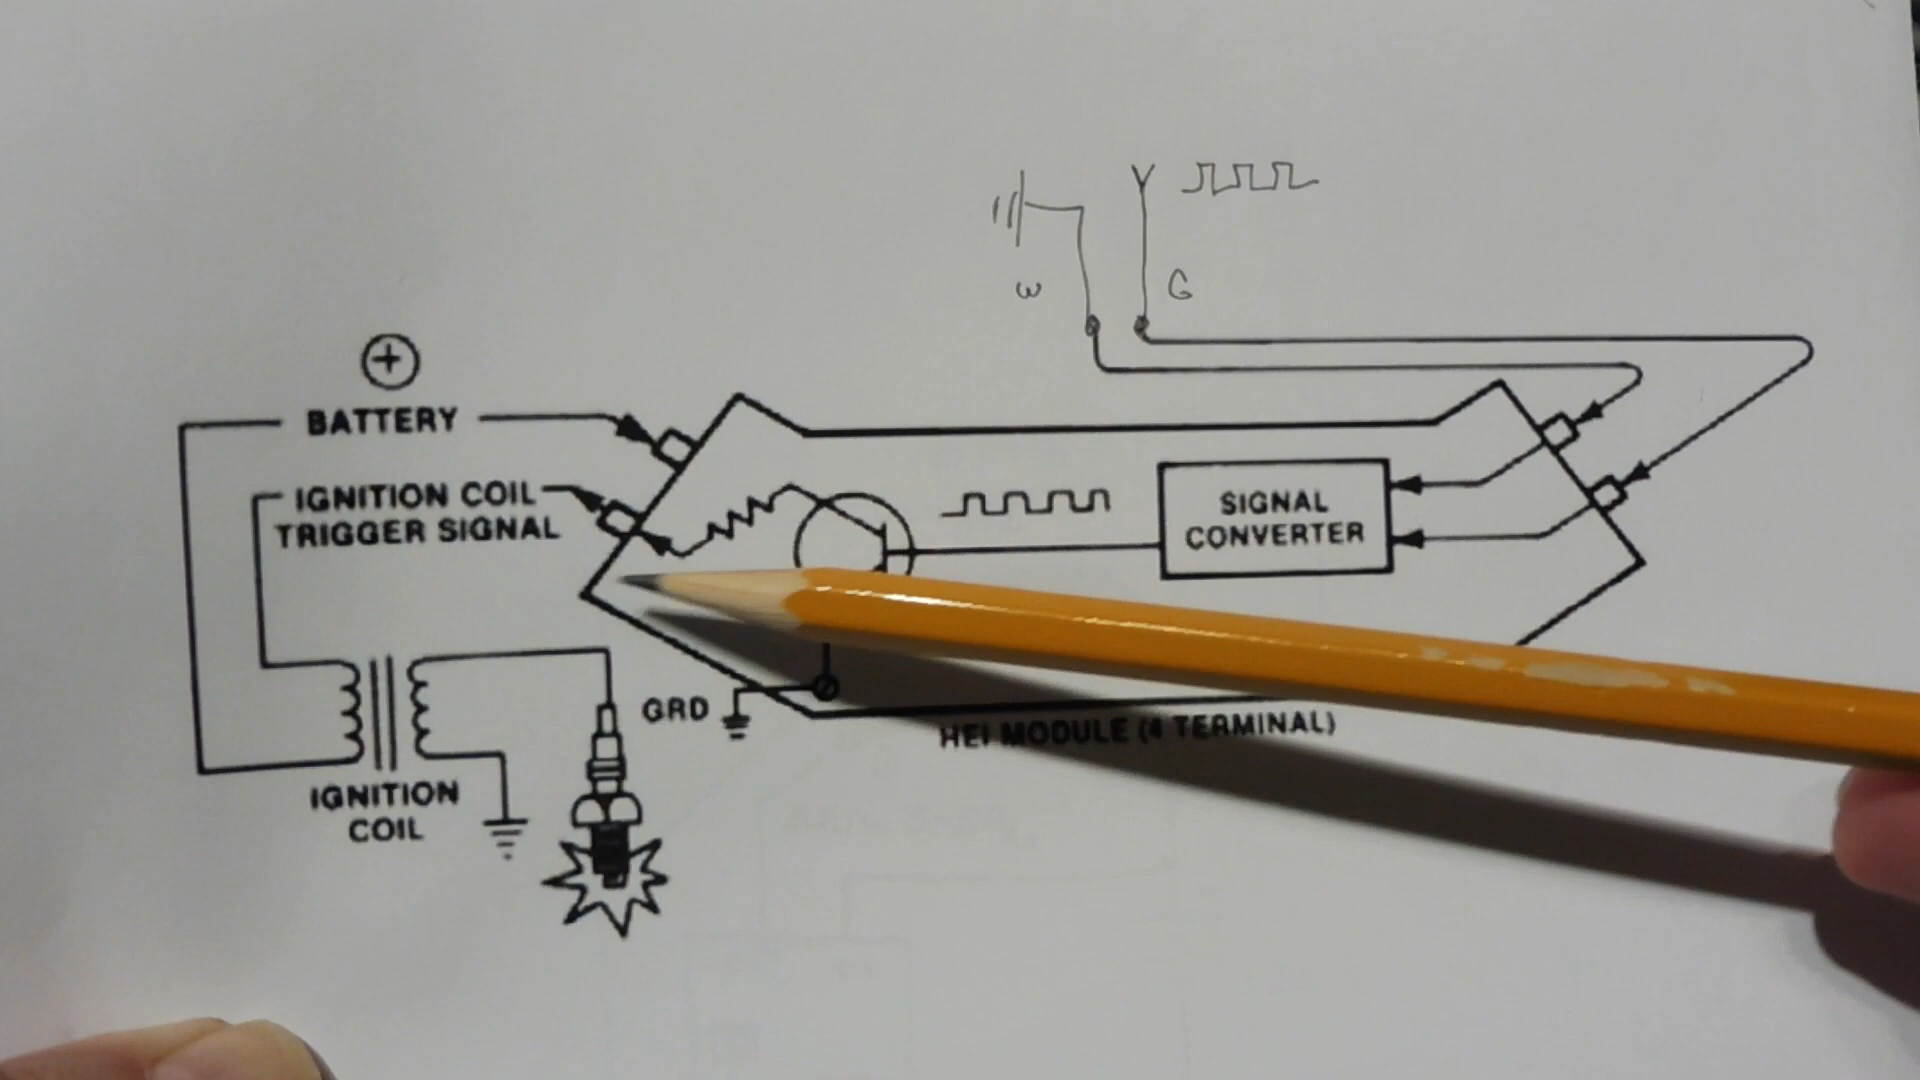 W
G
+
BATTERY
IGNITION COIL
TRIGGER SIGNAL
SIGNAL
CONVERTER
GRD
HEI MODULE (4 TERMINAL)
IGNITION
COIL